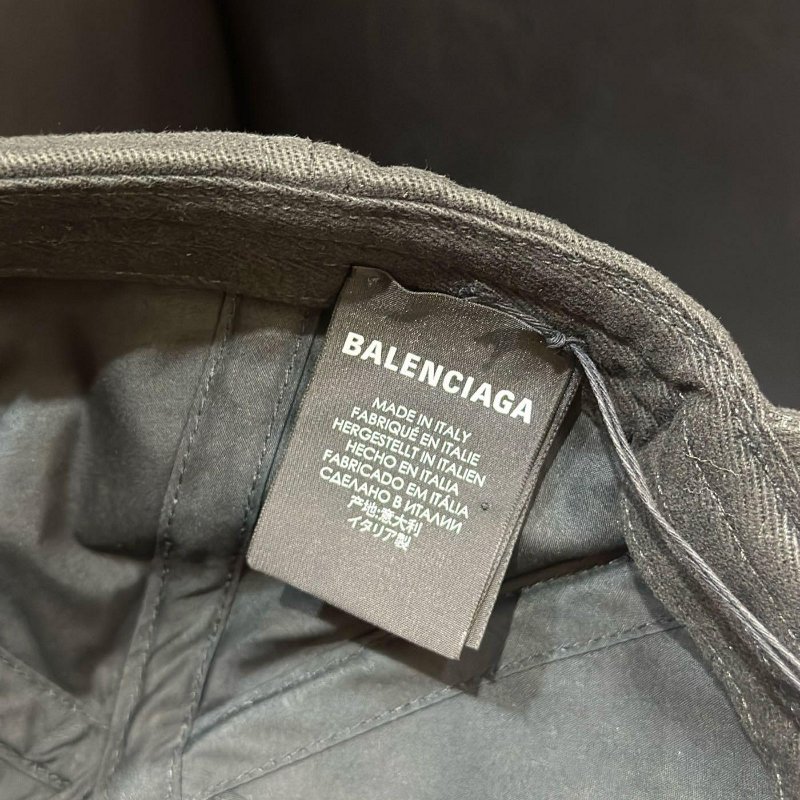 BALENCIAGA
MADE IN ITALY
FABRIQUÉ EN ITALIE
HERGESTELLT IN ITALIEN
HECHO EN ITALIA
FABRICADO EM ITÁLIA
СДЕЛАНО В ИТАЛИИ
产地:意大利
イタリア製